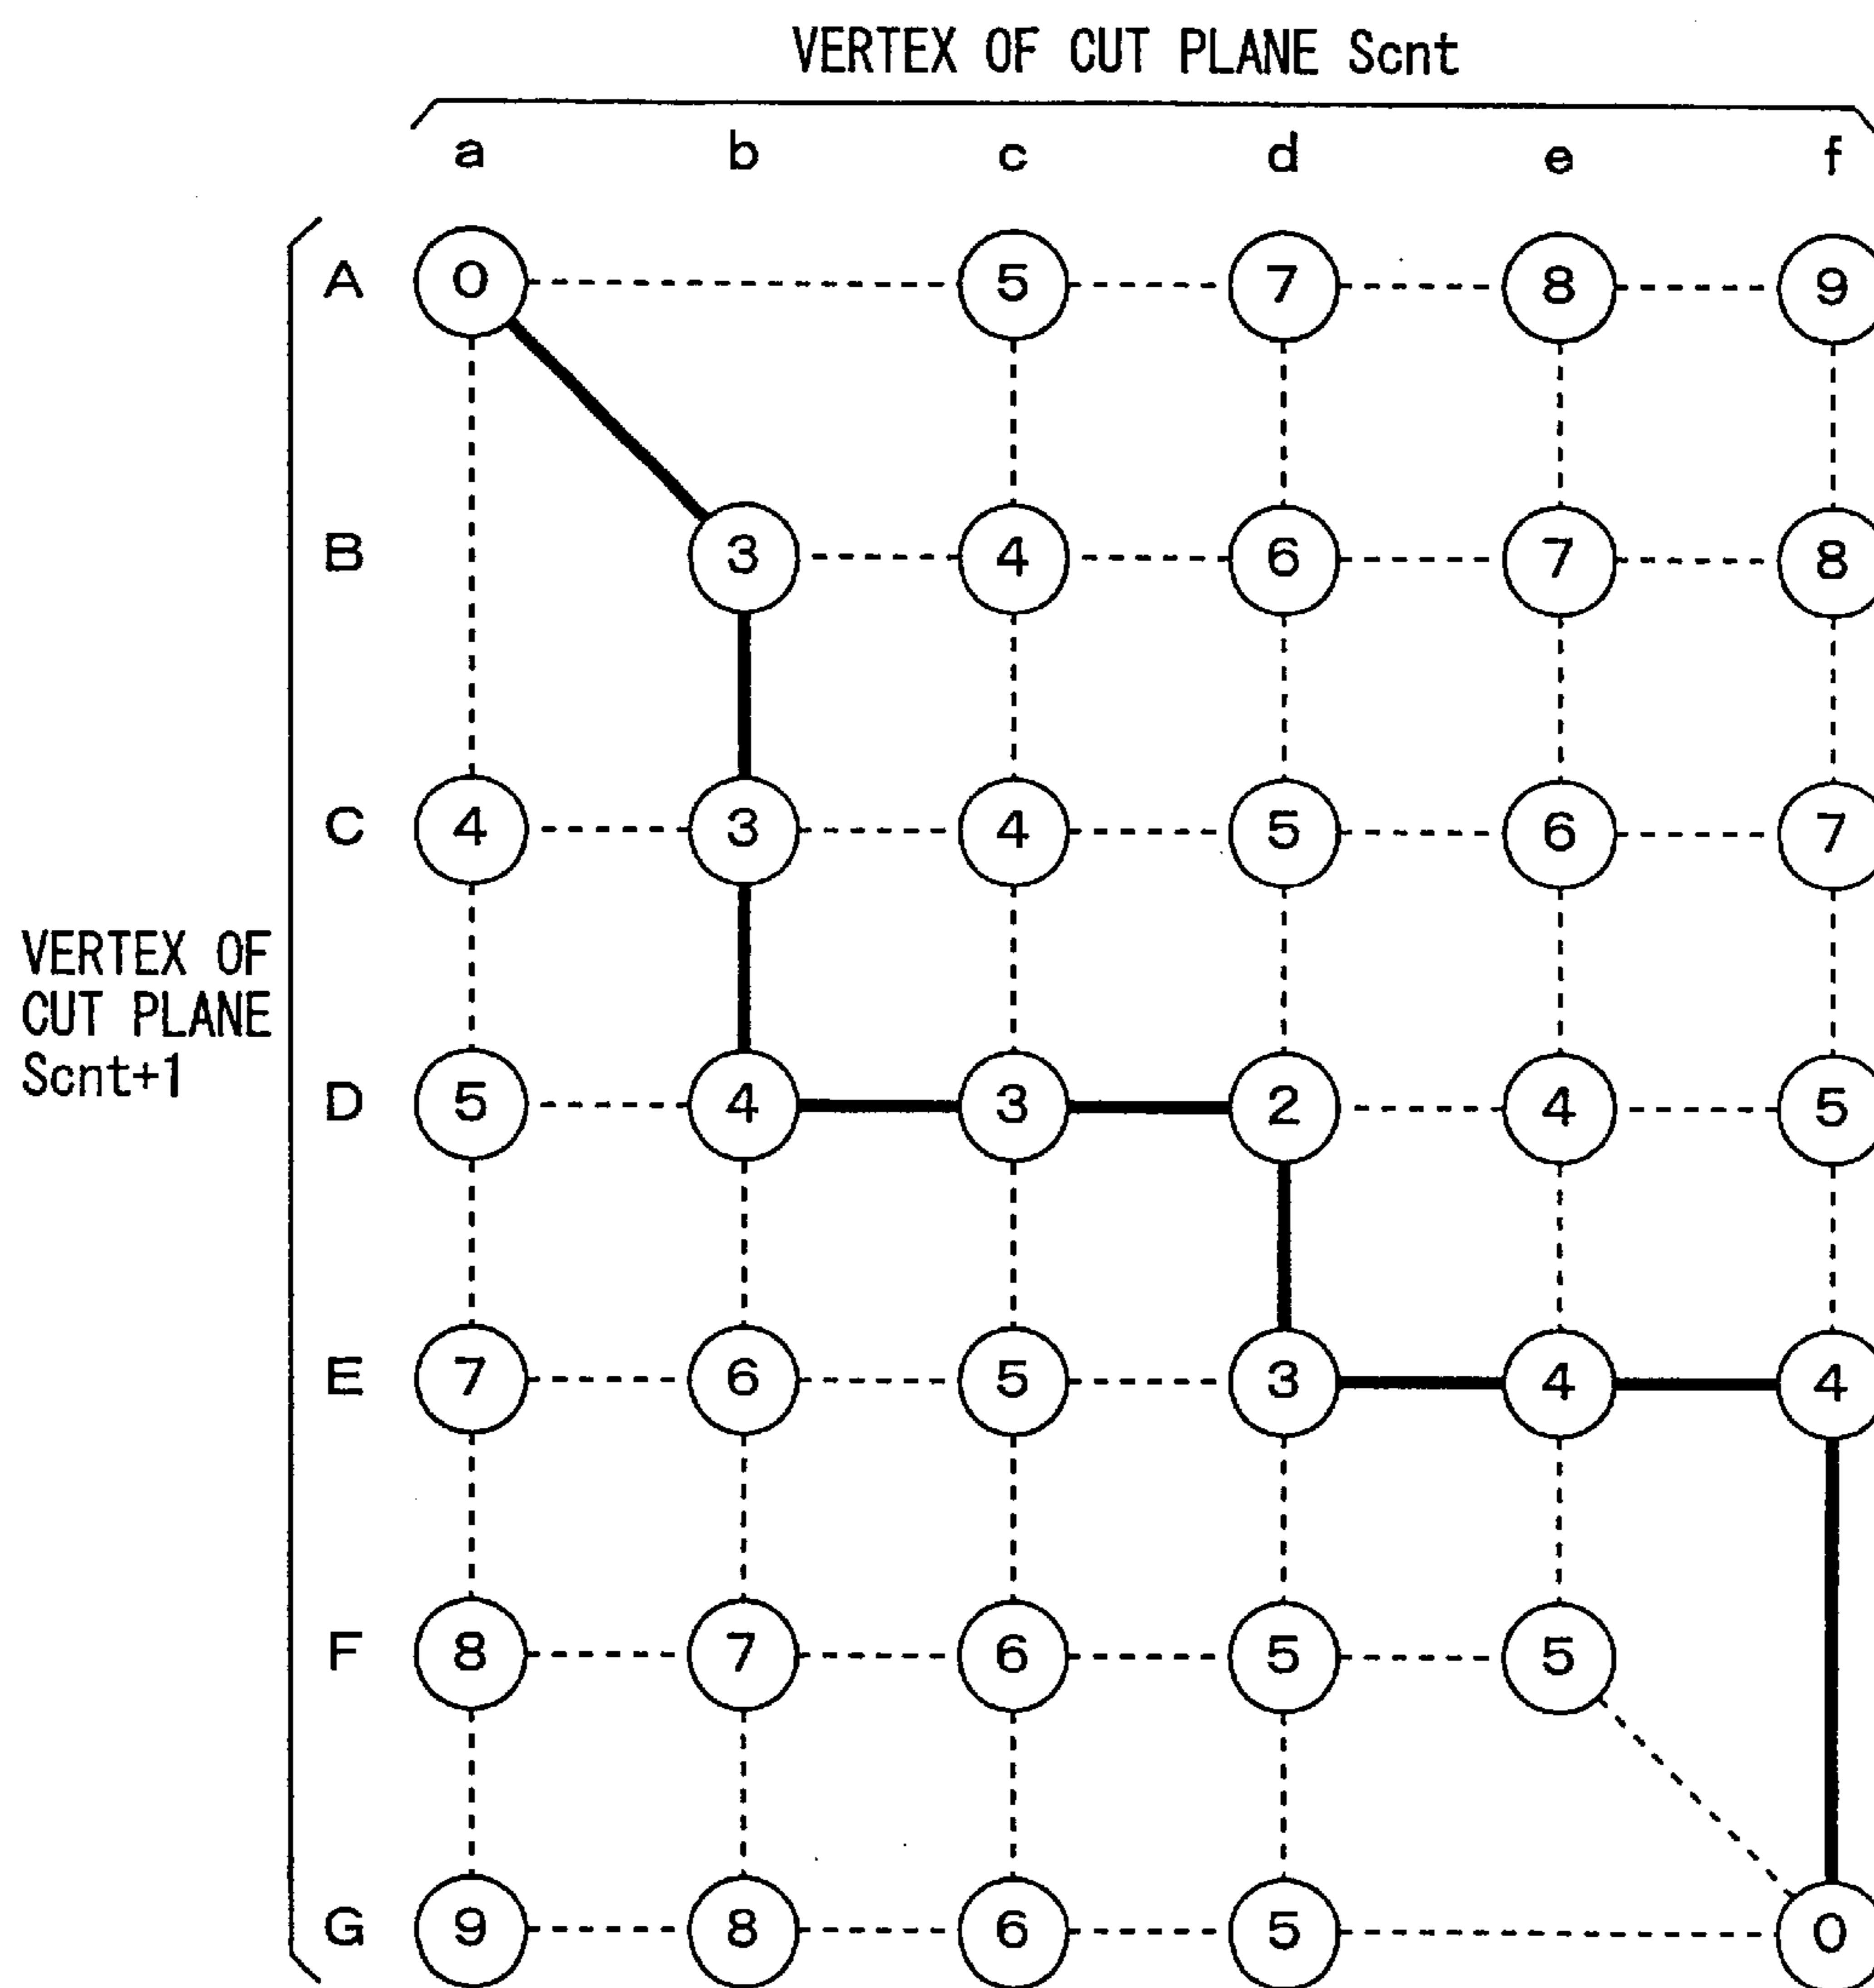 VERTEX OF CUT PLANE Scnt
a b c d e f
A 0 5 7 8 9
B 3 4 6 7 8
C 4 3 4 5 6 7
VERTEX OF
CUT PLANE
Scnt+1
D 5 4 3 2 4 5
E 7 6 5 3 4 4
F 8 7 6 5 5
G 9 8 6 5 0